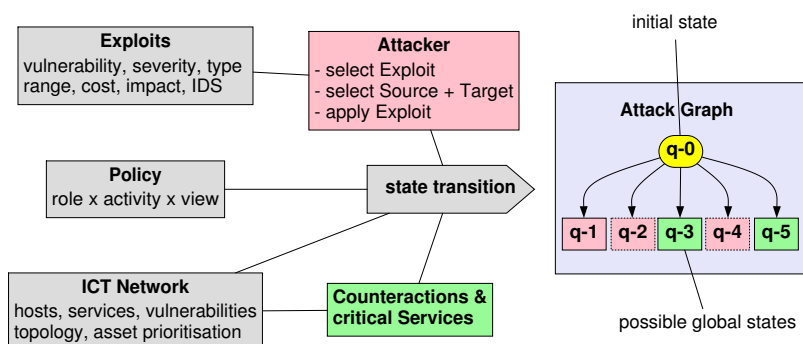 Exploits
vulnerability, severity, type
range, cost, impact, IDS
Attacker
- select Exploit
- select Source + Target
- apply Exploit
Policy
role x activity x view
state transition
ICT Network
hosts, services, vulnerabilities
topology, asset prioritisation
Counteractions &
critical Services
initial state
Attack Graph
q-0
q-1 q-2 q-3 q-4 q-5
possible global states